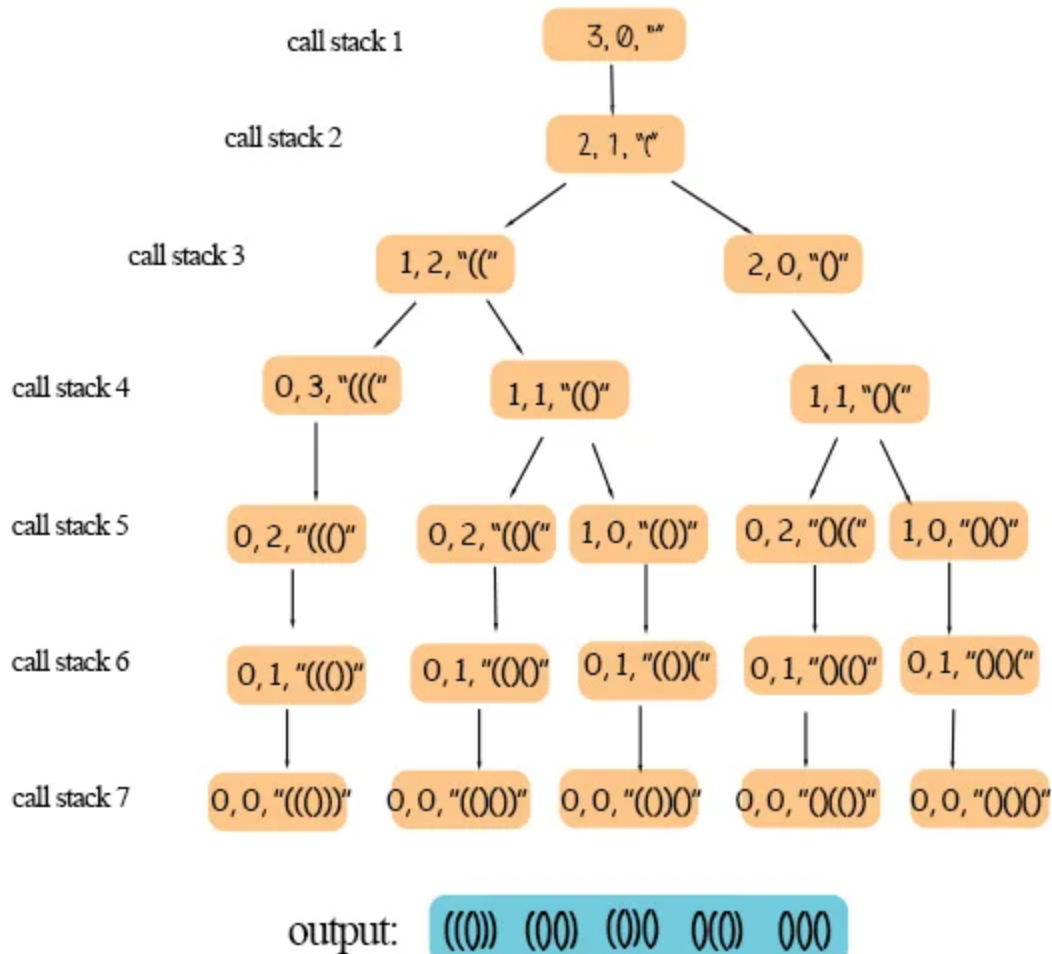 call stack 1 3, 0, “”
call stack 2 2, 1, “(“
call stack 3 1, 2, “((“ 2, 0, “()“
call stack 4 0, 3, “(((“ 1, 1, “(()“ 1, 1, “()(“
call stack 5 0, 2, “((()“ 0, 2, “(()(“ 1, 0, “(())“ 0, 2, “()((“ 1, 0, “()()“
call stack 6 0, 1, “((())“ 0, 1, “(()()“ 0, 1, “(())(“ 0, 1, “()(()“ 0, 1, “()()(“
call stack 7 0, 0, “((()))“ 0, 0, “(()())“ 0, 0, “(())()“ 0, 0, “()(())“ 0, 0, “()()()“
output: ((())) (()()) (())() ()(()) ()()()